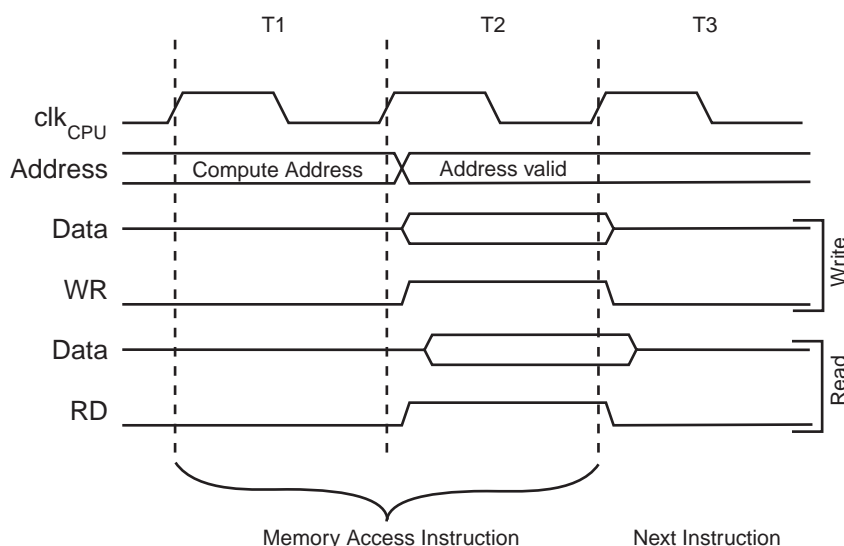 T1 T2 T3
clkCPU
Address Compute Address Address valid
Data
WR
Write
Data
RD
Read
Memory Access Instruction Next Instruction